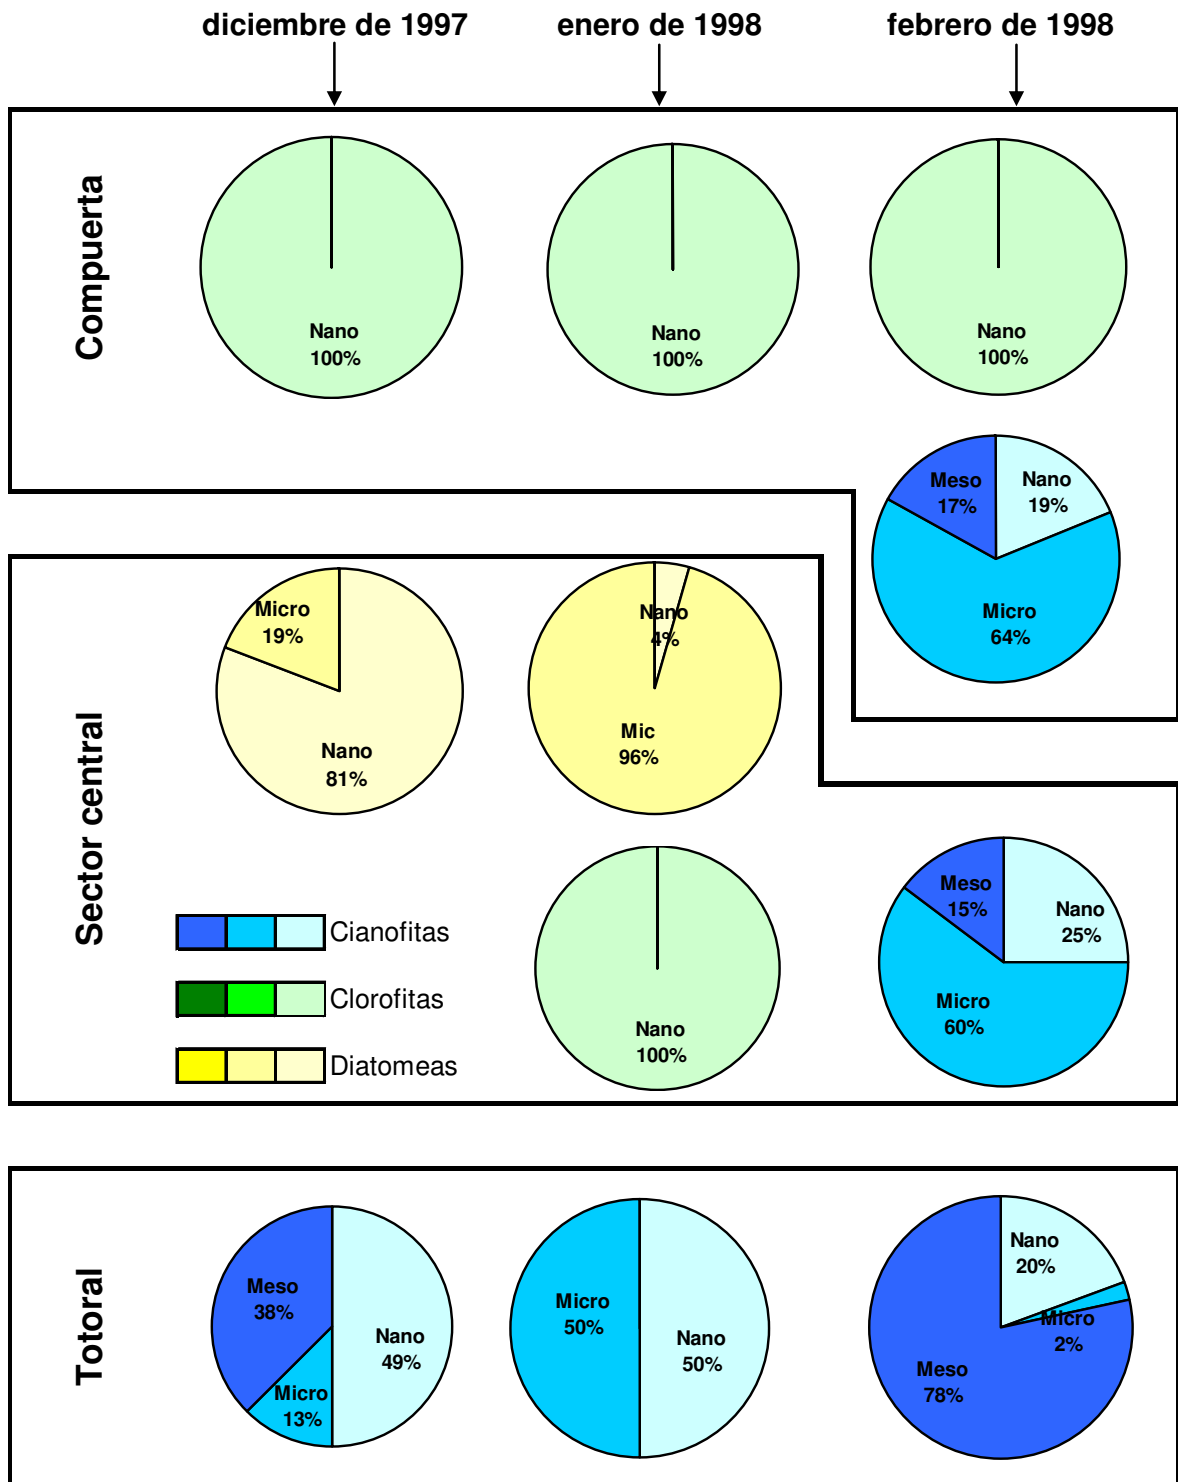 diciembre de 1997
enero de 1998
febrero de 1998
Compuerta
Nano
100%
Nano
100%
Nano
100%
Meso
17%
Nano
19%
Micro
64%
Sector central
Micro
19%
Nano
81%
Nano
4%
Mic
96%
Nano
100%
Meso
15%
Nano
25%
Micro
60%
Cianofitas
Clorofitas
Diatomeas
Totoral
Meso
38%
Nano
49%
Micro
13%
Micro
50%
Nano
50%
Nano
20%
Micro
2%
Meso
78%